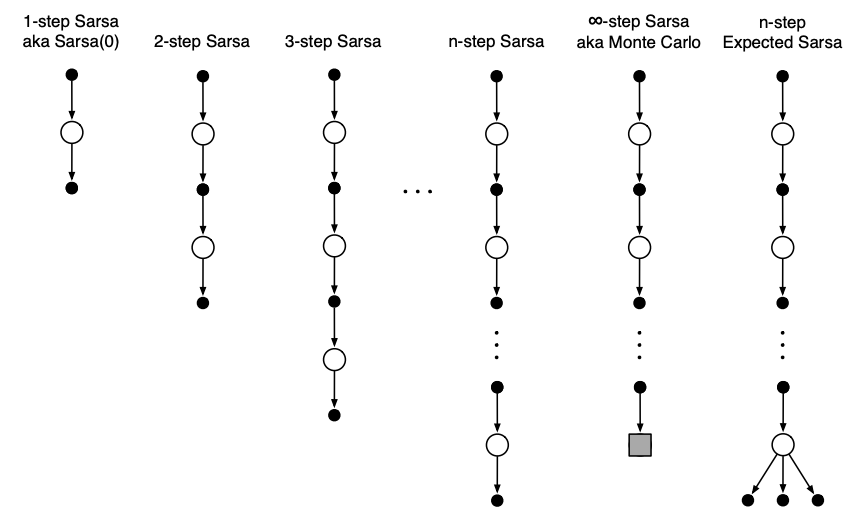 1-step Sarsa
aka Sarsa(0)
2-step Sarsa
3-step Sarsa
n-step Sarsa
∞-step Sarsa
aka Monte Carlo
n-step
Expected Sarsa